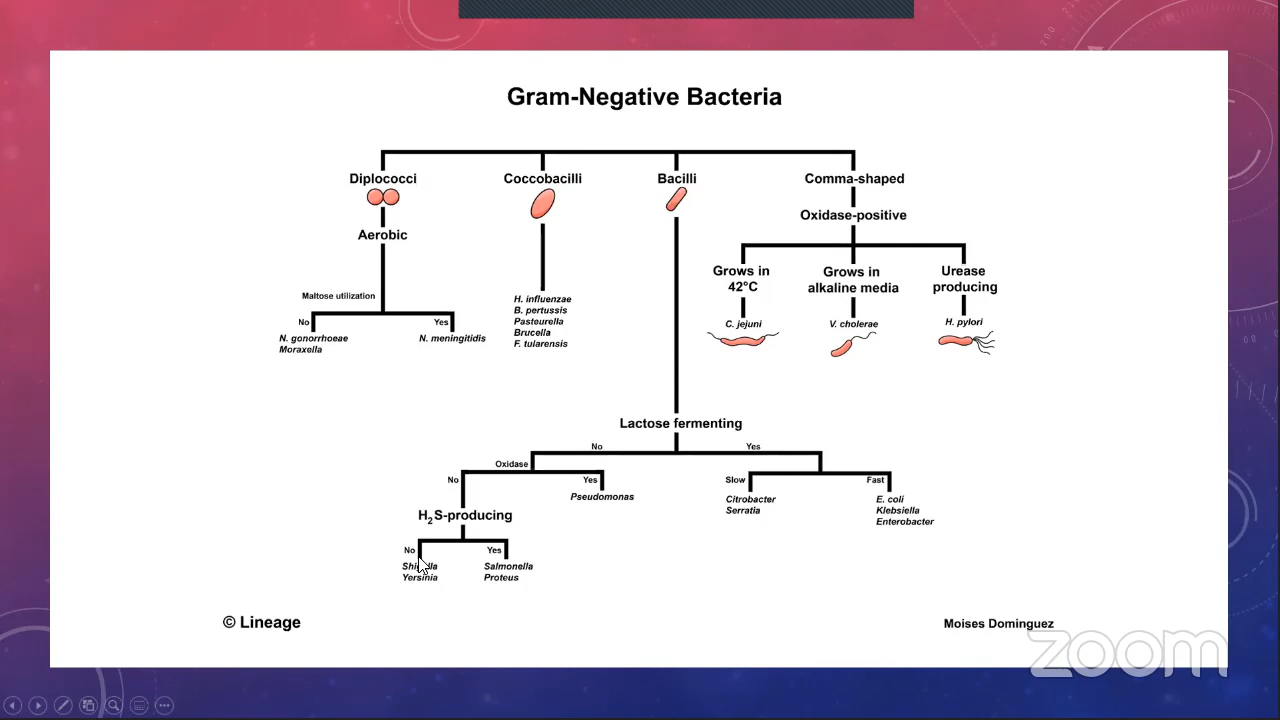 Gram-Negative Bacteria
Diplococci
Coccobacilli
Bacilli
Comma-shaped
Oxidase-positive
Aerobic
Grows in
42°C
Grows in
alkaline media
Urease
producing
Maltose utilization
No
Yes
N. gonorrhoeae
Moraxella
N. meningitidis
H. influenzae
B. pertussis
Pasteurella
Brucella
F. tularensis
C. jejuni
V. cholerae
H. pylori
Lactose fermenting
No
Yes
Oxidase
No
Yes
Pseudomonas
Slow
Fast
Citrobacter
Serratia
E. coli
Klebsiella
Enterobacter
H2S-producing
No
Yes
Yersinia
Salmonella
Proteus
© Lineage
Moises Dominguez
zoom